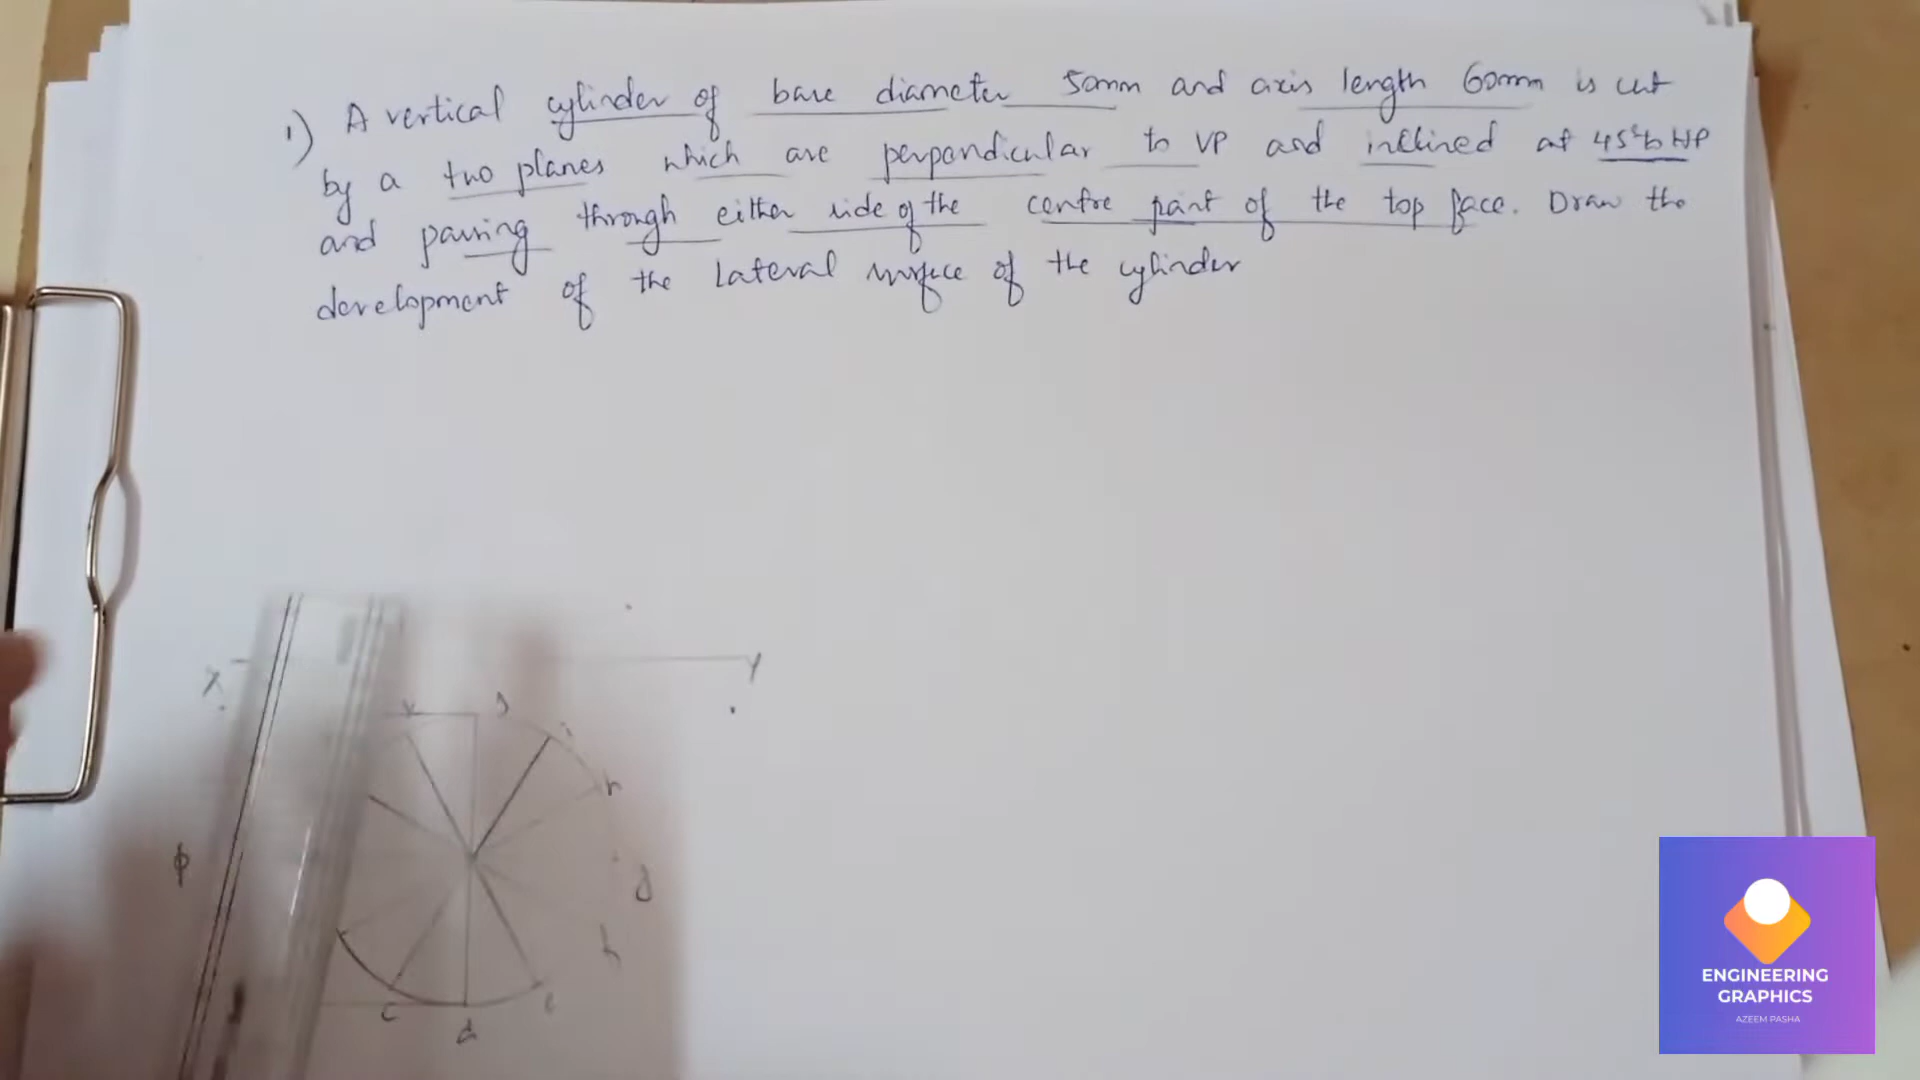 1) A vertical cylinder of base diameter 50mm and axis length 60mm is cut
by a two planes which are perpendicular to VP and inclined at 45° to HP
and passing through either side of the centre part of the top face. Draw the
development of the lateral surface of the cylinder
X
Y
k
j
i
h
g
c
d
e
ENGINEERING
GRAPHICS
AZEEM PASHA